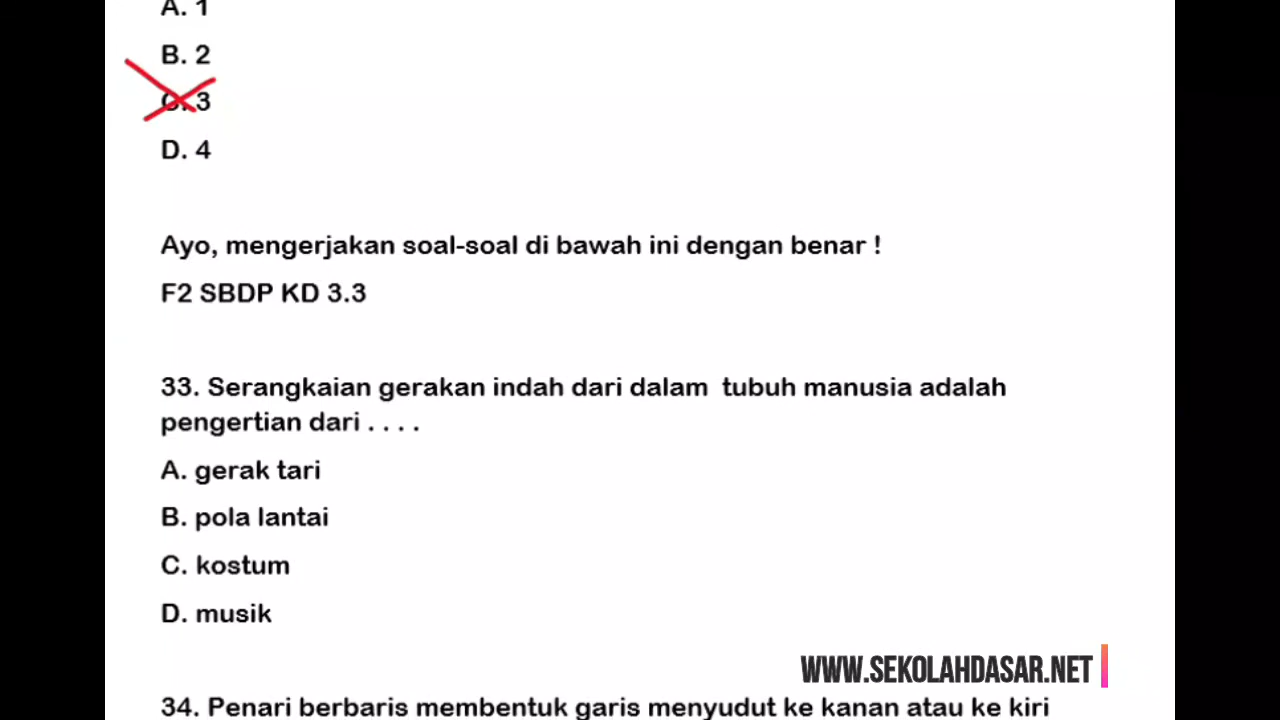 A. 1
B. 2
C. 3
D. 4
Ayo, mengerjakan soal-soal di bawah ini dengan benar !
F2 SBDP KD 3.3
33. Serangkaian gerakan indah dari dalam  tubuh manusia adalah
pengertian dari . . . .
A. gerak tari
B. pola lantai
C. kostum
D. musik
WWW.SEKOLAHDASAR.NET
34. Penari berbaris membentuk garis menyudut ke kanan atau ke kiri